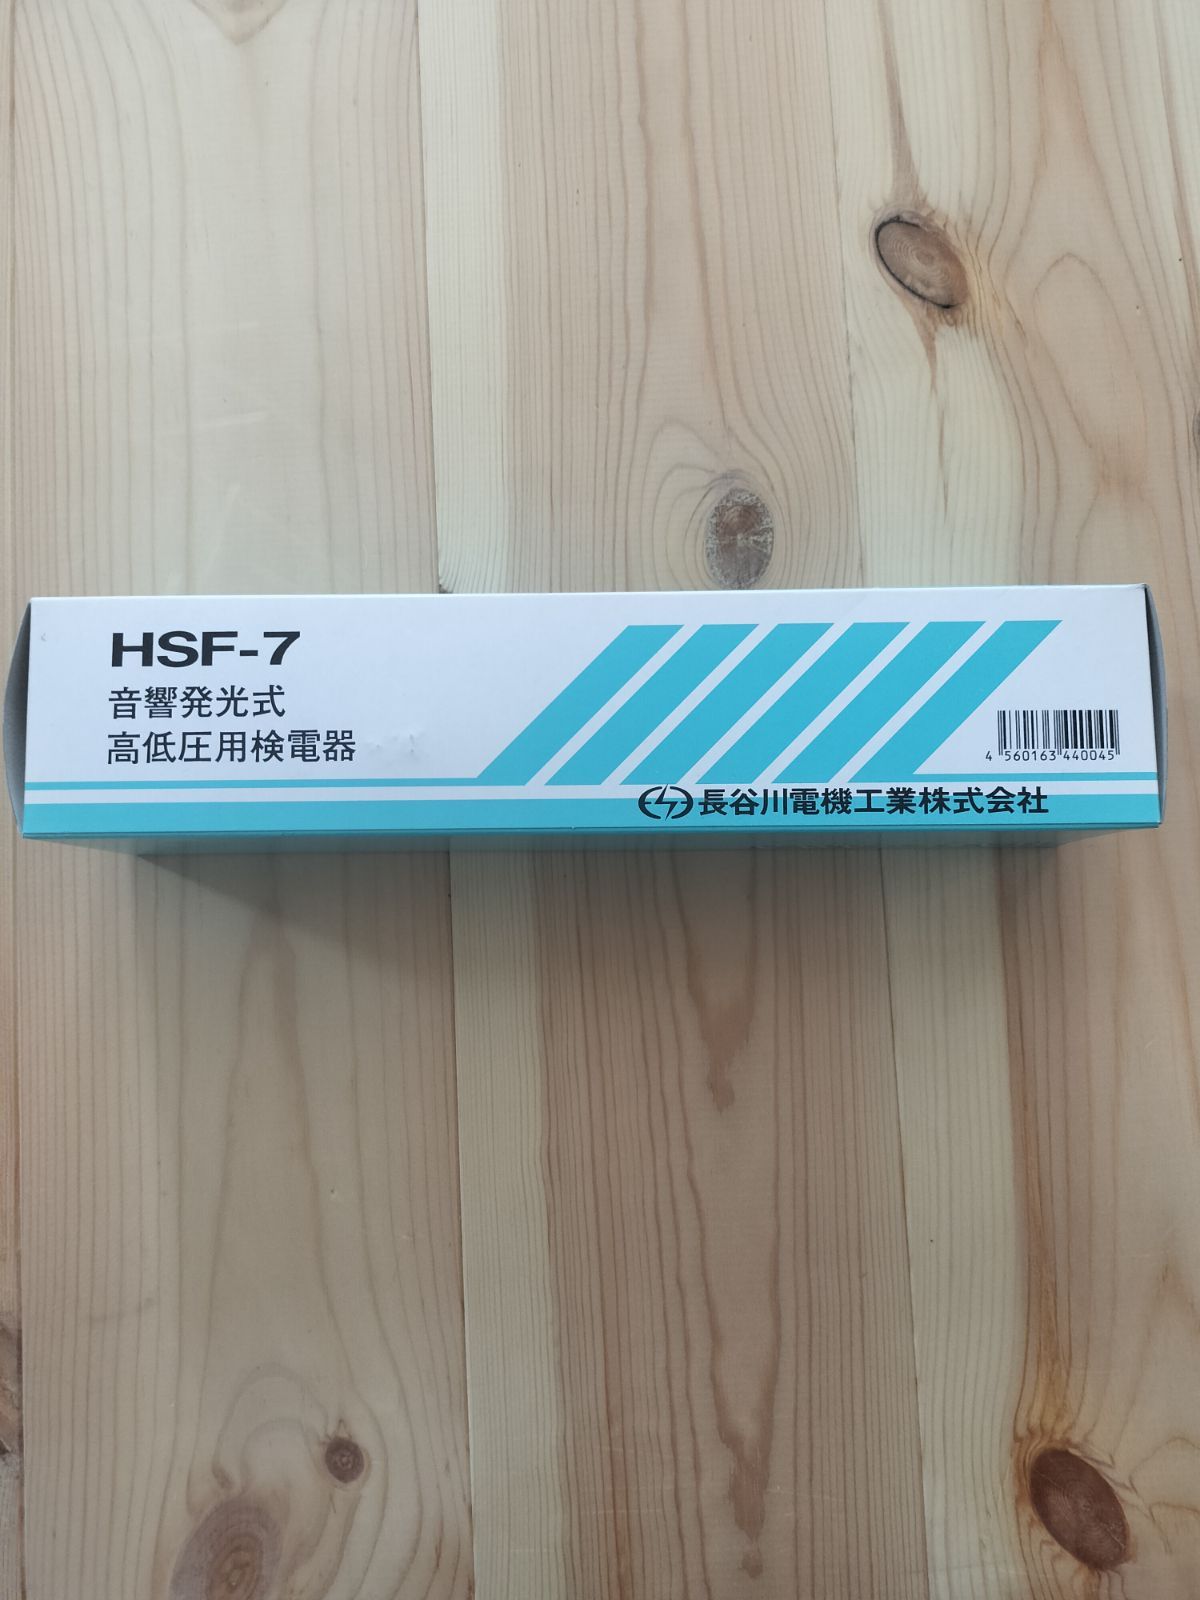 HSF-7
音響発光式
高低圧用検電器
4 560163 440045
長谷川電機工業株式会社